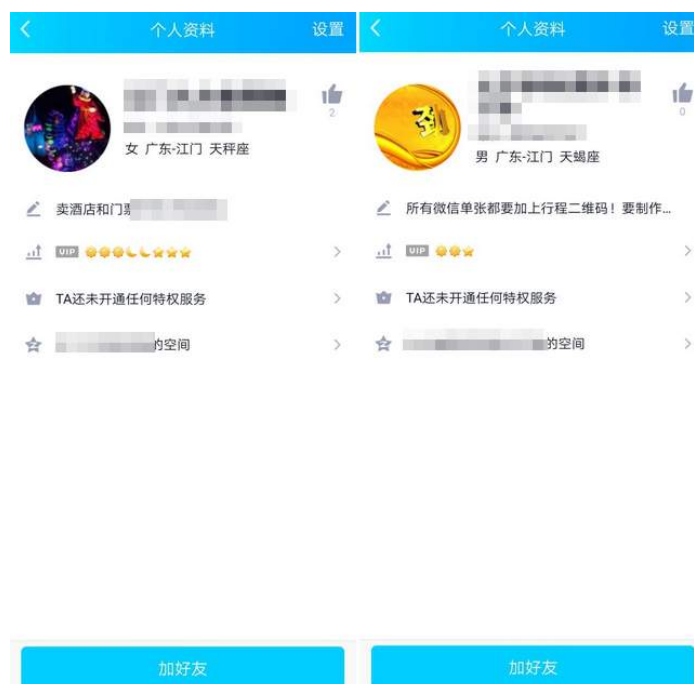 个人资料
设置
2
女 广东-江门 天秤座
卖酒店和门票
VIP
TA还未开通任何特权服务
的空间
加好友
个人资料
设置
到
0
男 广东-江门 天蝎座
所有微信单张都要加上行程二维码！要制作...
VIP
TA还未开通任何特权服务
的空间
加好友